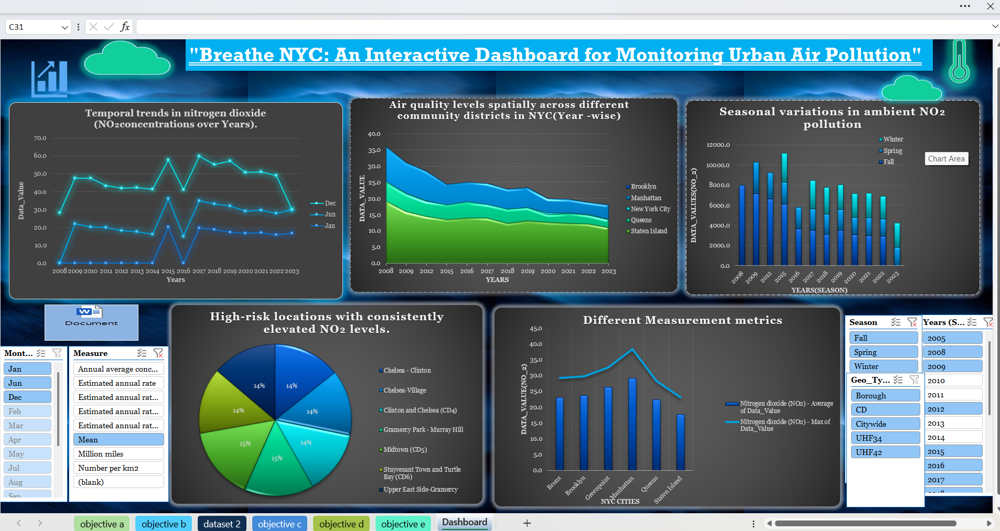 C31
fx
"Breathe NYC: An Interactive Dashboard for Monitoring Urban Air Pollution"
Temporal trends in nitrogen dioxide
(NO2concentrations over Years).
70.0
60.0
50.0
40.0
30.0
20.0
10.0
0.0
Data_Value
2008 2009 2010 2011 2012 2013 2014 2015 2016 2017 2018 2019 2020 2021 2022 2023
Years
Dec
Jun
Jan
Air quality levels spatially across different
community districts in NYC(Year -wise)
40.0
35.0
30.0
25.0
20.0
15.0
10.0
5.0
0.0
DATA_VALUE
2008 2009 2012 2015 2016 2017 2018 2019 2020 2021 2022 2023
YEARS
Brooklyn
Manhattan
New York City
Queens
Staten Island
Seasonal variations in ambient NO2
pollution
Winter
Spring
Fall
Chart Area
12000.0
10000.0
8000.0
6000.0
4000.0
2000.0
0.0
DATA_VALUES(NO_2)
2008 2009 2012 2015 2016 2017 2018 2019 2020 2021 2022 2023
YEARS(SEASON)
W
Document
Mont...
Jan
Jun
Dec
Feb
Mar
Apr
May
Jul
Aug
Sep
Measure
Annual average conc...
Estimated annual rate
Estimated annual rat...
Estimated annual rat...
Estimated annual rat...
Mean
Million miles
Number per km2
(blank)
High-risk locations with consistently
elevated NO2 levels.
14% 14%
14% 14%
15% 14%
15%
Chelsea - Clinton
Chelsea-Village
Clinton and Chelsea (CD4)
Gramercy Park - Murray Hill
Midtown (CD5)
Stuyvesant Town and Turtle
Bay (CD6)
Upper East Side-Gramercy
Different Measurement metrics
45.0
40.0
35.0
30.0
25.0
20.0
15.0
10.0
5.0
0.0
DATA_VALUE(NO_2)
Bronx Brooklyn Greenpoint Manhattan Queens Staten Island
NYC CITIES
Nitrogen dioxide (NO2) - Average
of Data_Value
Nitrogen dioxide (NO2) - Max of
Data_Value
Season
Fall
Spring
Winter
Geo_Ty...
Borough
CD
Citywide
UHF34
UHF42
Years (S...
2005
2008
2009
2010
2011
2012
2013
2014
2015
2016
2017
2018
objective a objective b dataset 2 objective c objective d objective e Dashboard